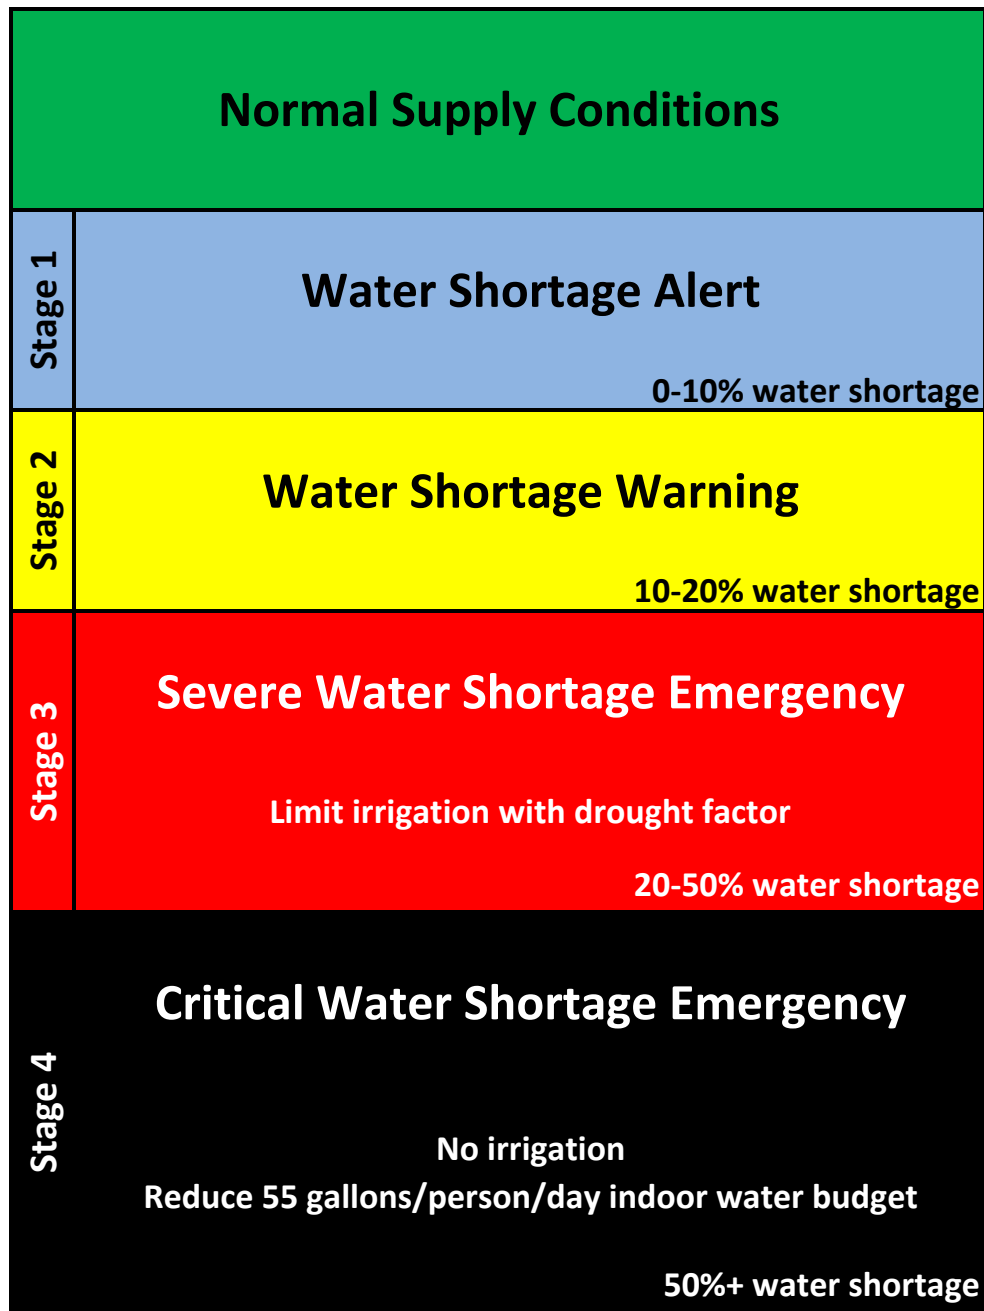 Normal Supply Conditions
Stage 1
Water Shortage Alert
0-10% water shortage
Stage 2
Water Shortage Warning
10-20% water shortage
Stage 3
Severe Water Shortage Emergency
Limit irrigation with drought factor
20-50% water shortage
Stage 4
Critical Water Shortage Emergency
No irrigation
Reduce 55 gallons/person/day indoor water budget
50%+ water shortage